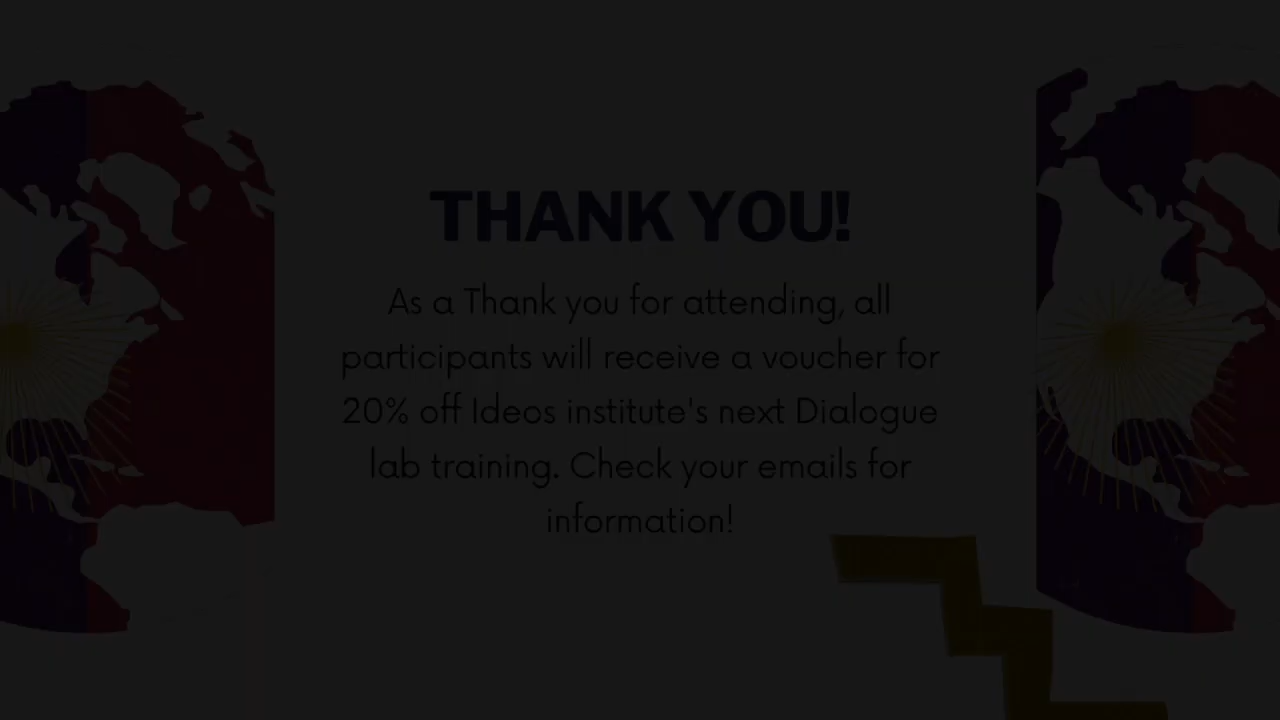 THANK YOU!
As a Thank you for attending, all
participants will receive a voucher for
20% off Ideos institute's next Dialogue
lab training. Check your emails for
information!